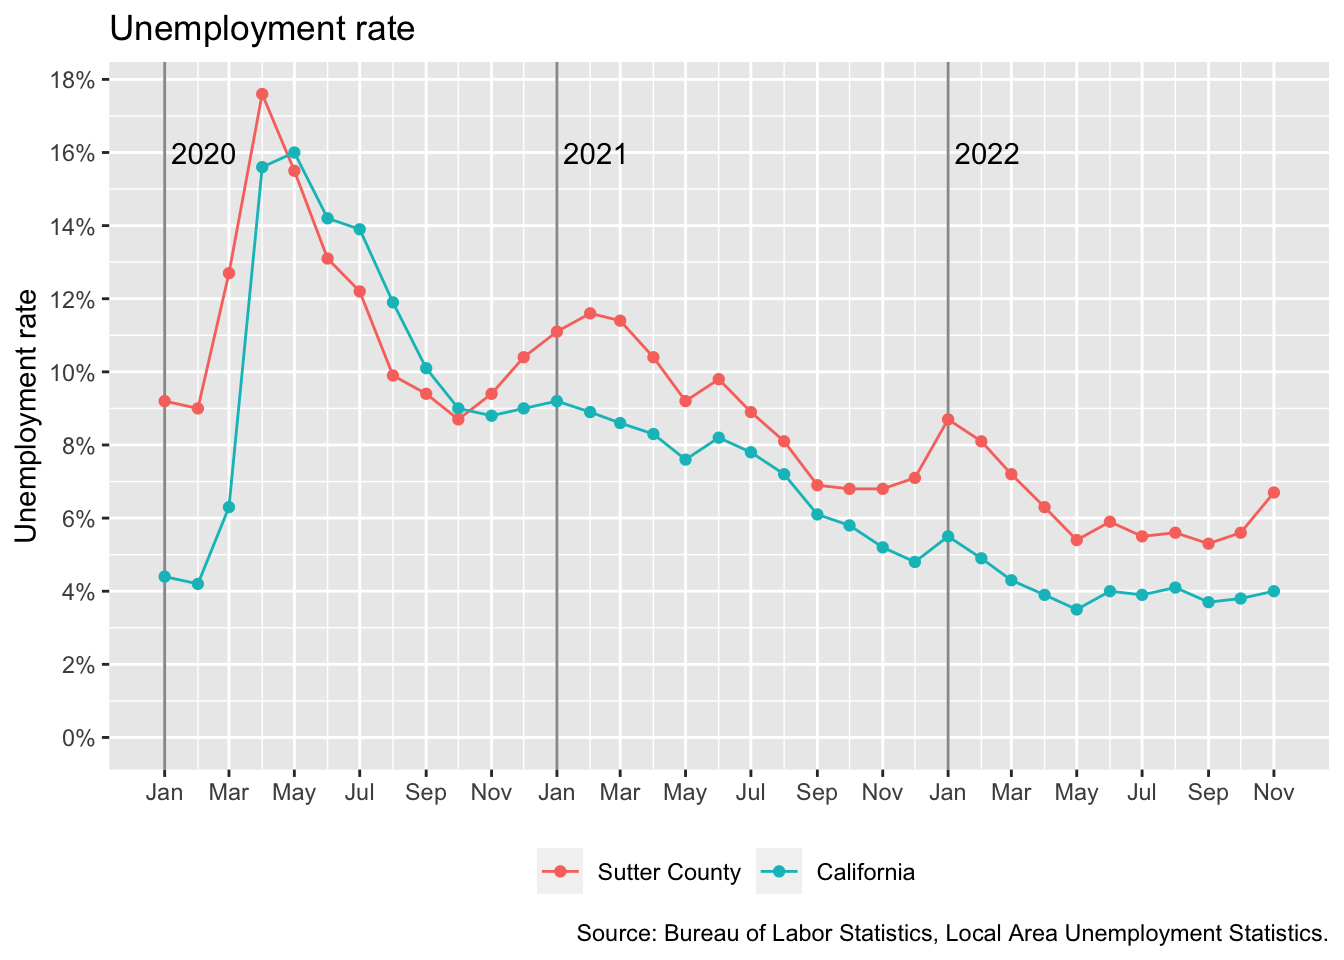 Unemployment rate
18%
16%
14%
12%
10%
8%
6%
4%
2%
0%
Unemployment rate
2020 2021 2022
Jan Mar May Jul Sep Nov Jan Mar May Jul Sep Nov Jan Mar May Jul Sep Nov
Sutter County California
Source: Bureau of Labor Statistics, Local Area Unemployment Statistics.